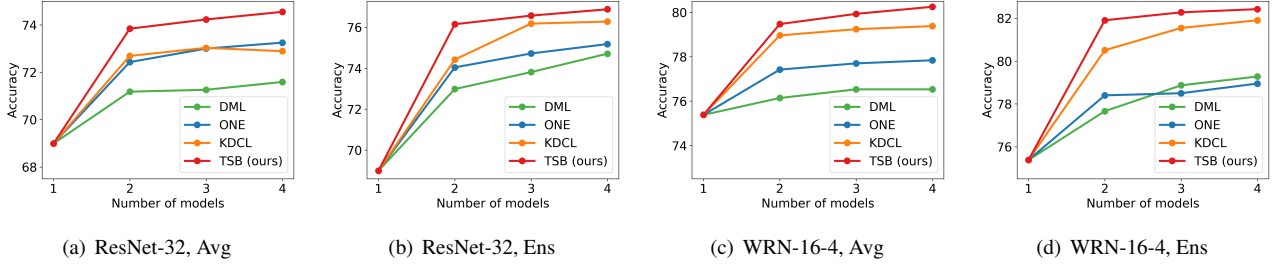 Accuracy
74
72
70
68
1
2
3
4
Number of models
DML
ONE
KDCL
TSB (ours)
(a) ResNet-32, Avg
Accuracy
76
74
72
70
1
2
3
4
Number of models
DML
ONE
KDCL
TSB (ours)
(b) ResNet-32, Ens
Accuracy
80
78
76
74
1
2
3
4
Number of models
DML
ONE
KDCL
TSB (ours)
(c) WRN-16-4, Avg
Accuracy
82
80
78
76
1
2
3
4
Number of models
DML
ONE
KDCL
TSB (ours)
(d) WRN-16-4, Ens